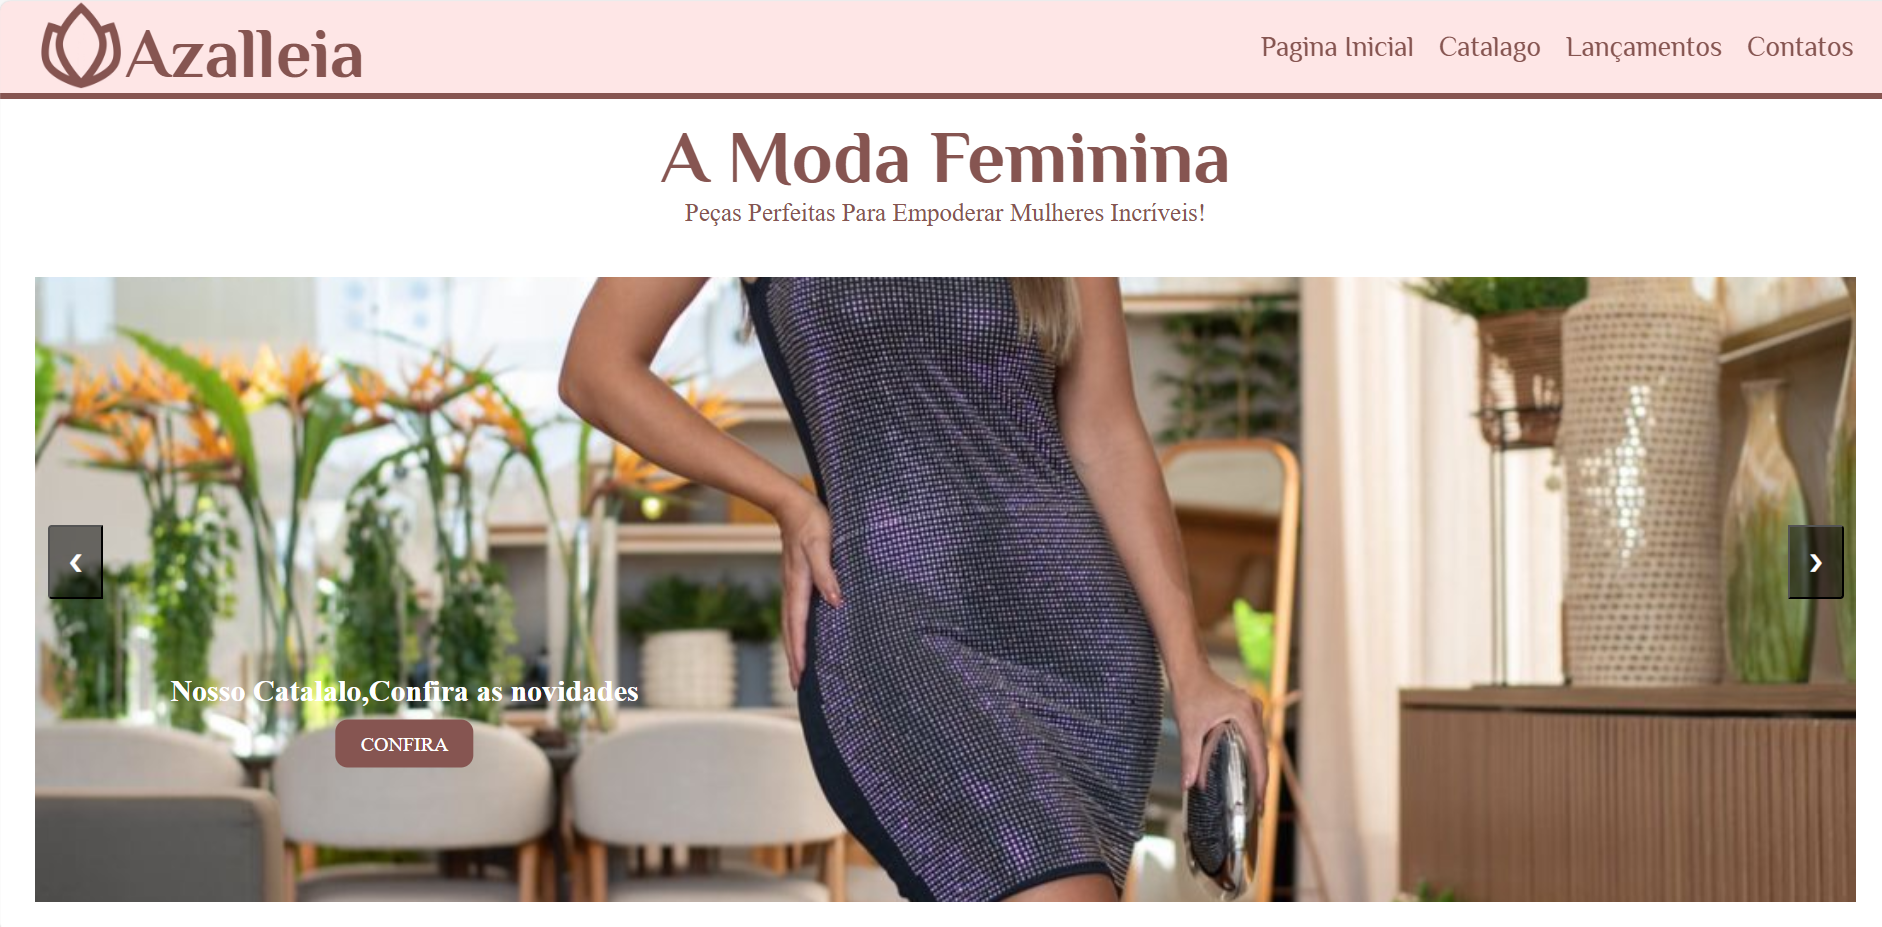 Azalleia
Pagina Inicial Catalago Lançamentos Contatos
A Moda Feminina
Peças Perfeitas Para Empoderar Mulheres Incríveis!
❮ ❯
Nosso Catalalo,Confira as novidades
CONFIRA